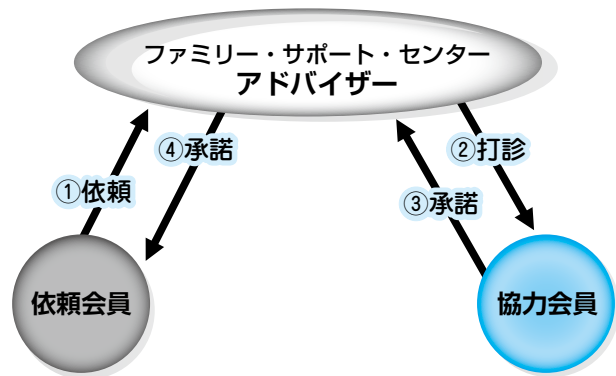 ファミリー・サポート・センター
アドバイザー
④承諾
②打診
①依頼
③承諾
依頼会員
協力会員